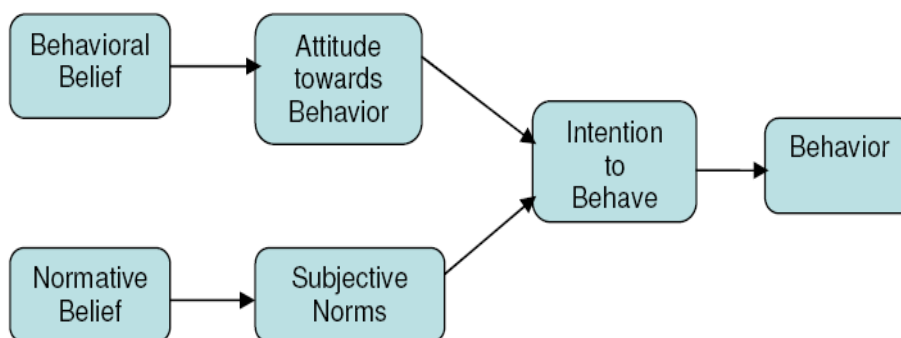 Behavioral
Belief
Attitude
towards
Behavior
Intention
to
Behave
Behavior
Normative
Belief
Subjective
Norms